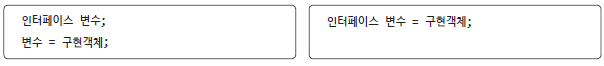 인터페이스 변수;
변수 = 구현객체;
인터페이스 변수 = 구현객체;